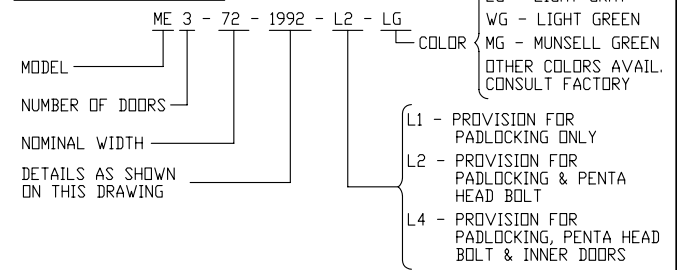 ME 3 - 72 - 1992 - L2 - LG
COLOR
WG - LIGHT GREEN
MG - MUNSELL GREEN
OTHER COLORS AVAIL.
CONSULT FACTORY
MODEL
NUMBER OF DOORS
NOMINAL WIDTH
DETAILS AS SHOWN
ON THIS DRAWING
L1 - PROVISION FOR
PADLOCKING ONLY
L2 - PROVISION FOR
PADLOCKING & PENTA
HEAD BOLT
L4 - PROVISION FOR
PADLOCKING, PENTA HEAD
BOLT & INNER DOORS